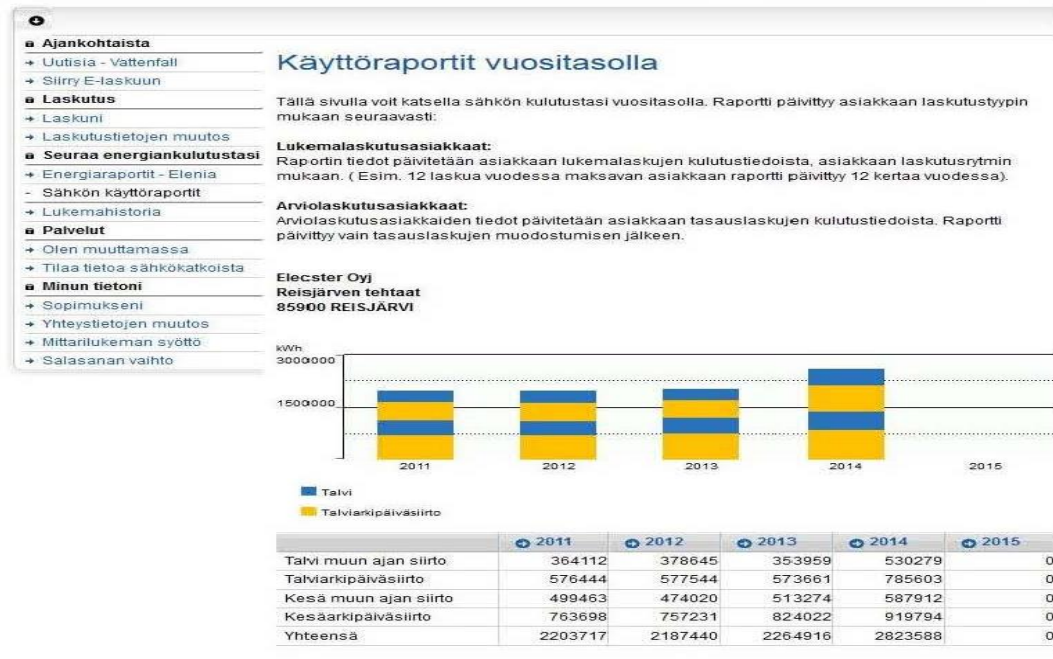 Ajankohtaista
Uutisia - Vattenfall
Siirry E-laskuun
Laskutus
Laskuni
Laskutustietojen muutos
Seuraa energiankulutustasi
Energiaraportit - Elenia
- Sähkön käyttöraportit
Lukemahistoria
Palvelut
Olen muuttamassa
Tilaa tietoa sähkökatkoista
Minun tietoni
Sopimukseni
Yhteystietojen muutos
Mittarilukeman syöttö
Salasanan vaihto
Käyttöraportit vuositasolla
Tällä sivulla voit katsella sähkön kulutustasi vuositasolla. Raportti päivittyy asiakkaan laskutustyypin
mukaan seuraavasti:
Lukemalaskutusasiakkaat:
Raportin tiedot päivitetään asiakkaan lukemalaskujen kulutustiedoista, asiakkaan laskutusrytmin
mukaan. ( Esim. 12 laskua vuodessa maksavan asiakkaan raportti päivittyy 12 kertaa vuodessa).
Arviolaskutusasiakkaat:
Arviolaskutusasiakkaiden tiedot päivitetään asiakkaan tasauslaskujen kulutustiedoista. Raportti
päivittyy vain tasauslaskujen muodostumisen jälkeen.
Elecster Oyj
Reisjärven tehtaat
85900 REISJÄRVI
kWh
3000000
1500000
2011 2012 2013 2014 2015
Talvi
Talviarkipäiväsiirto
2011 2012 2013 2014 2015
Talvi muun ajan siirto 364112 378645 353959 530279 0
Talviarkipäiväsiirto 576444 577544 573661 785603 0
Kesä muun ajan siirto 499463 474020 513274 587912 0
Kesäarkipäiväsiirto 763698 757231 824022 919794 0
Yhteensä 2203717 2187440 2264916 2823588 0